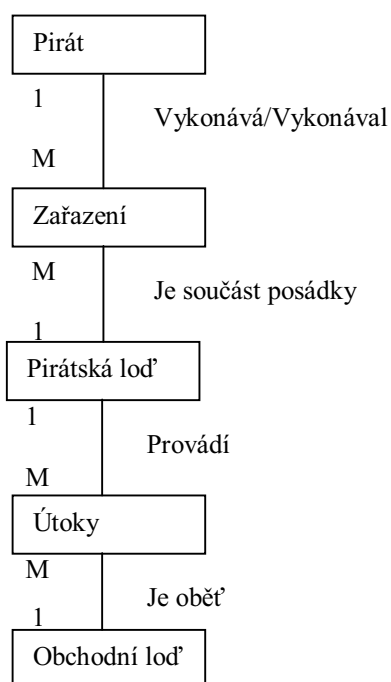 Pirát
1
Vykonává/Vykonával
M
Zařazení
M
Je součást posádky
1
Pirátská loď
1
Provádí
M
Útoky
M
Je oběť
1
Obchodní loď